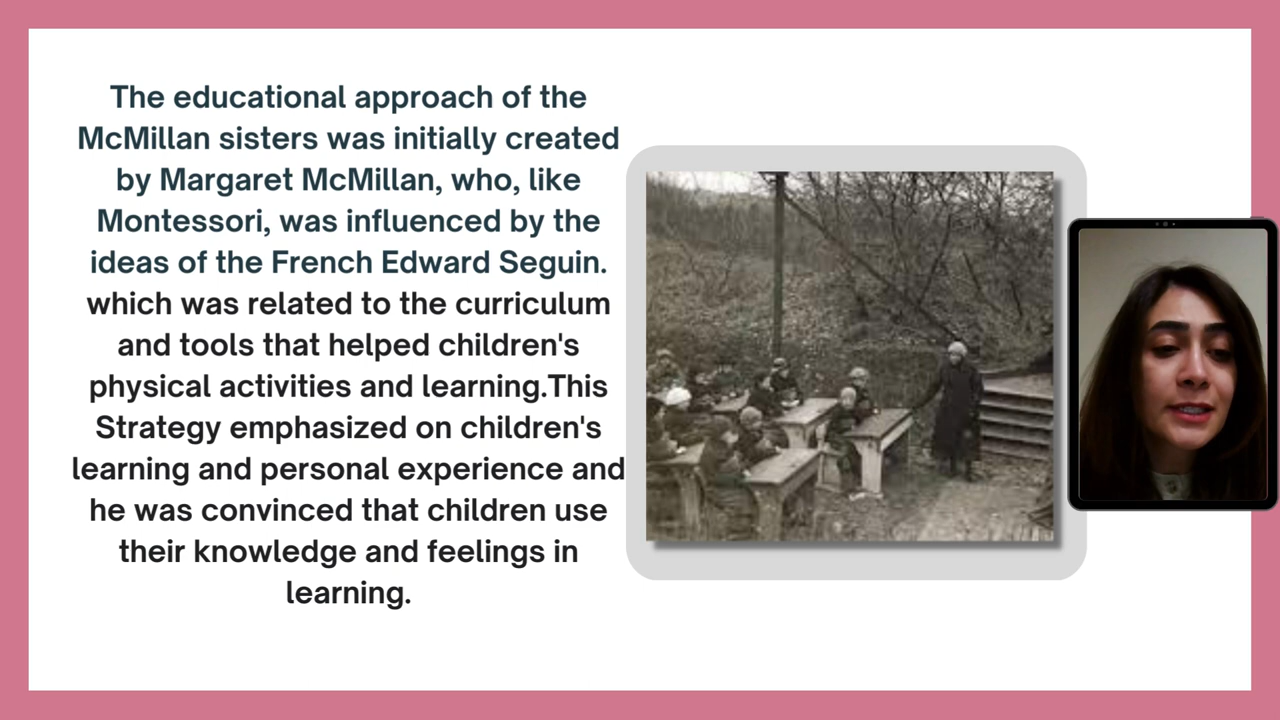 The educational approach of the
McMillan sisters was initially created
by Margaret McMillan, who, like
Montessori, was influenced by the
ideas of the French Edward Seguin.
which was related to the curriculum
and tools that helped children's
physical activities and learning.This
Strategy emphasized on children's
learning and personal experience and
he was convinced that children use
their knowledge and feelings in
learning.